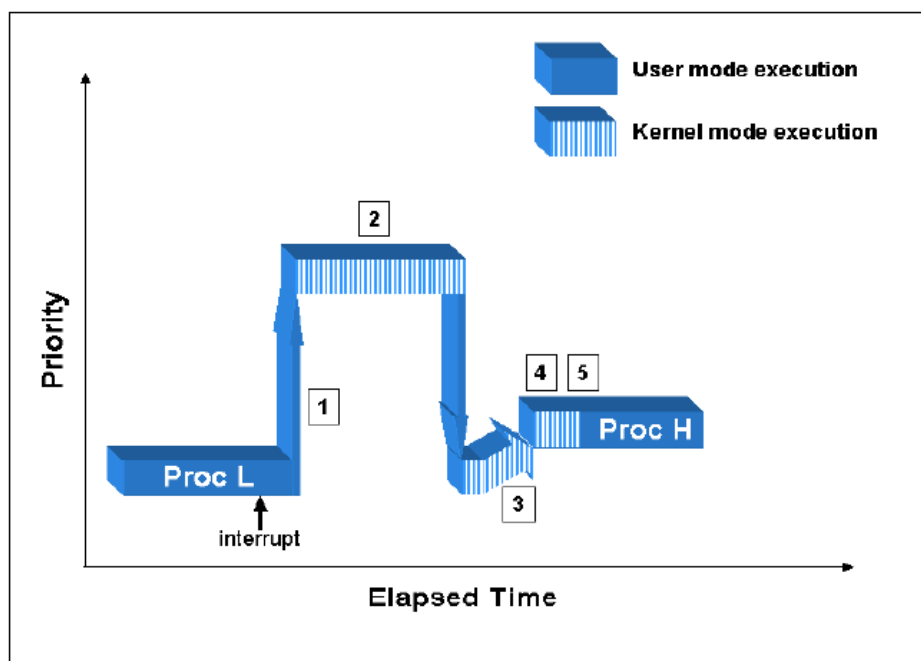 User mode execution
Kernel mode execution
2
Priority
4 5
1
Proc H
Proc L
3
interrupt
Elapsed Time